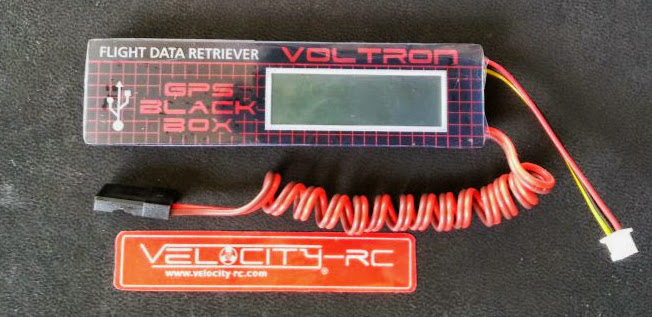 FLIGHT DATA RETRIEVER VOLTRON
GPS
BLACK
BOX
VELOCITY-RC
www.velocity-rc.com